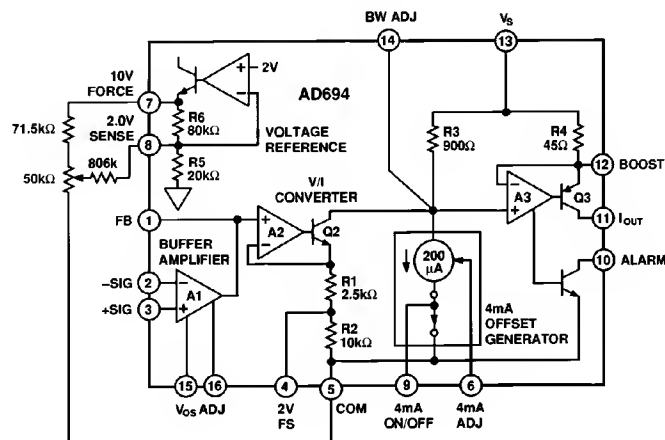 BW ADJ
V_S
14
13
10V
FORCE
7
2V
AD694
R6
80kΩ
VOLTAGE
REFERENCE
2.0V
SENSE
8
71.5kΩ
806k
50kΩ
R5
20kΩ
R3
900Ω
R4
45Ω
12
BOOST
V/I
CONVERTER
FB
1
A2
Q2
A3
Q3
11
I_OUT
BUFFER
AMPLIFIER
–SIG
2
A1
+SIG
3
R1
2.5kΩ
R2
10kΩ
200
µA
10
ALARM
4mA
OFFSET
GENERATOR
15
16
4
5
9
6
V_OS ADJ
2V
FS
COM
4mA
ON/OFF
4mA
ADJ